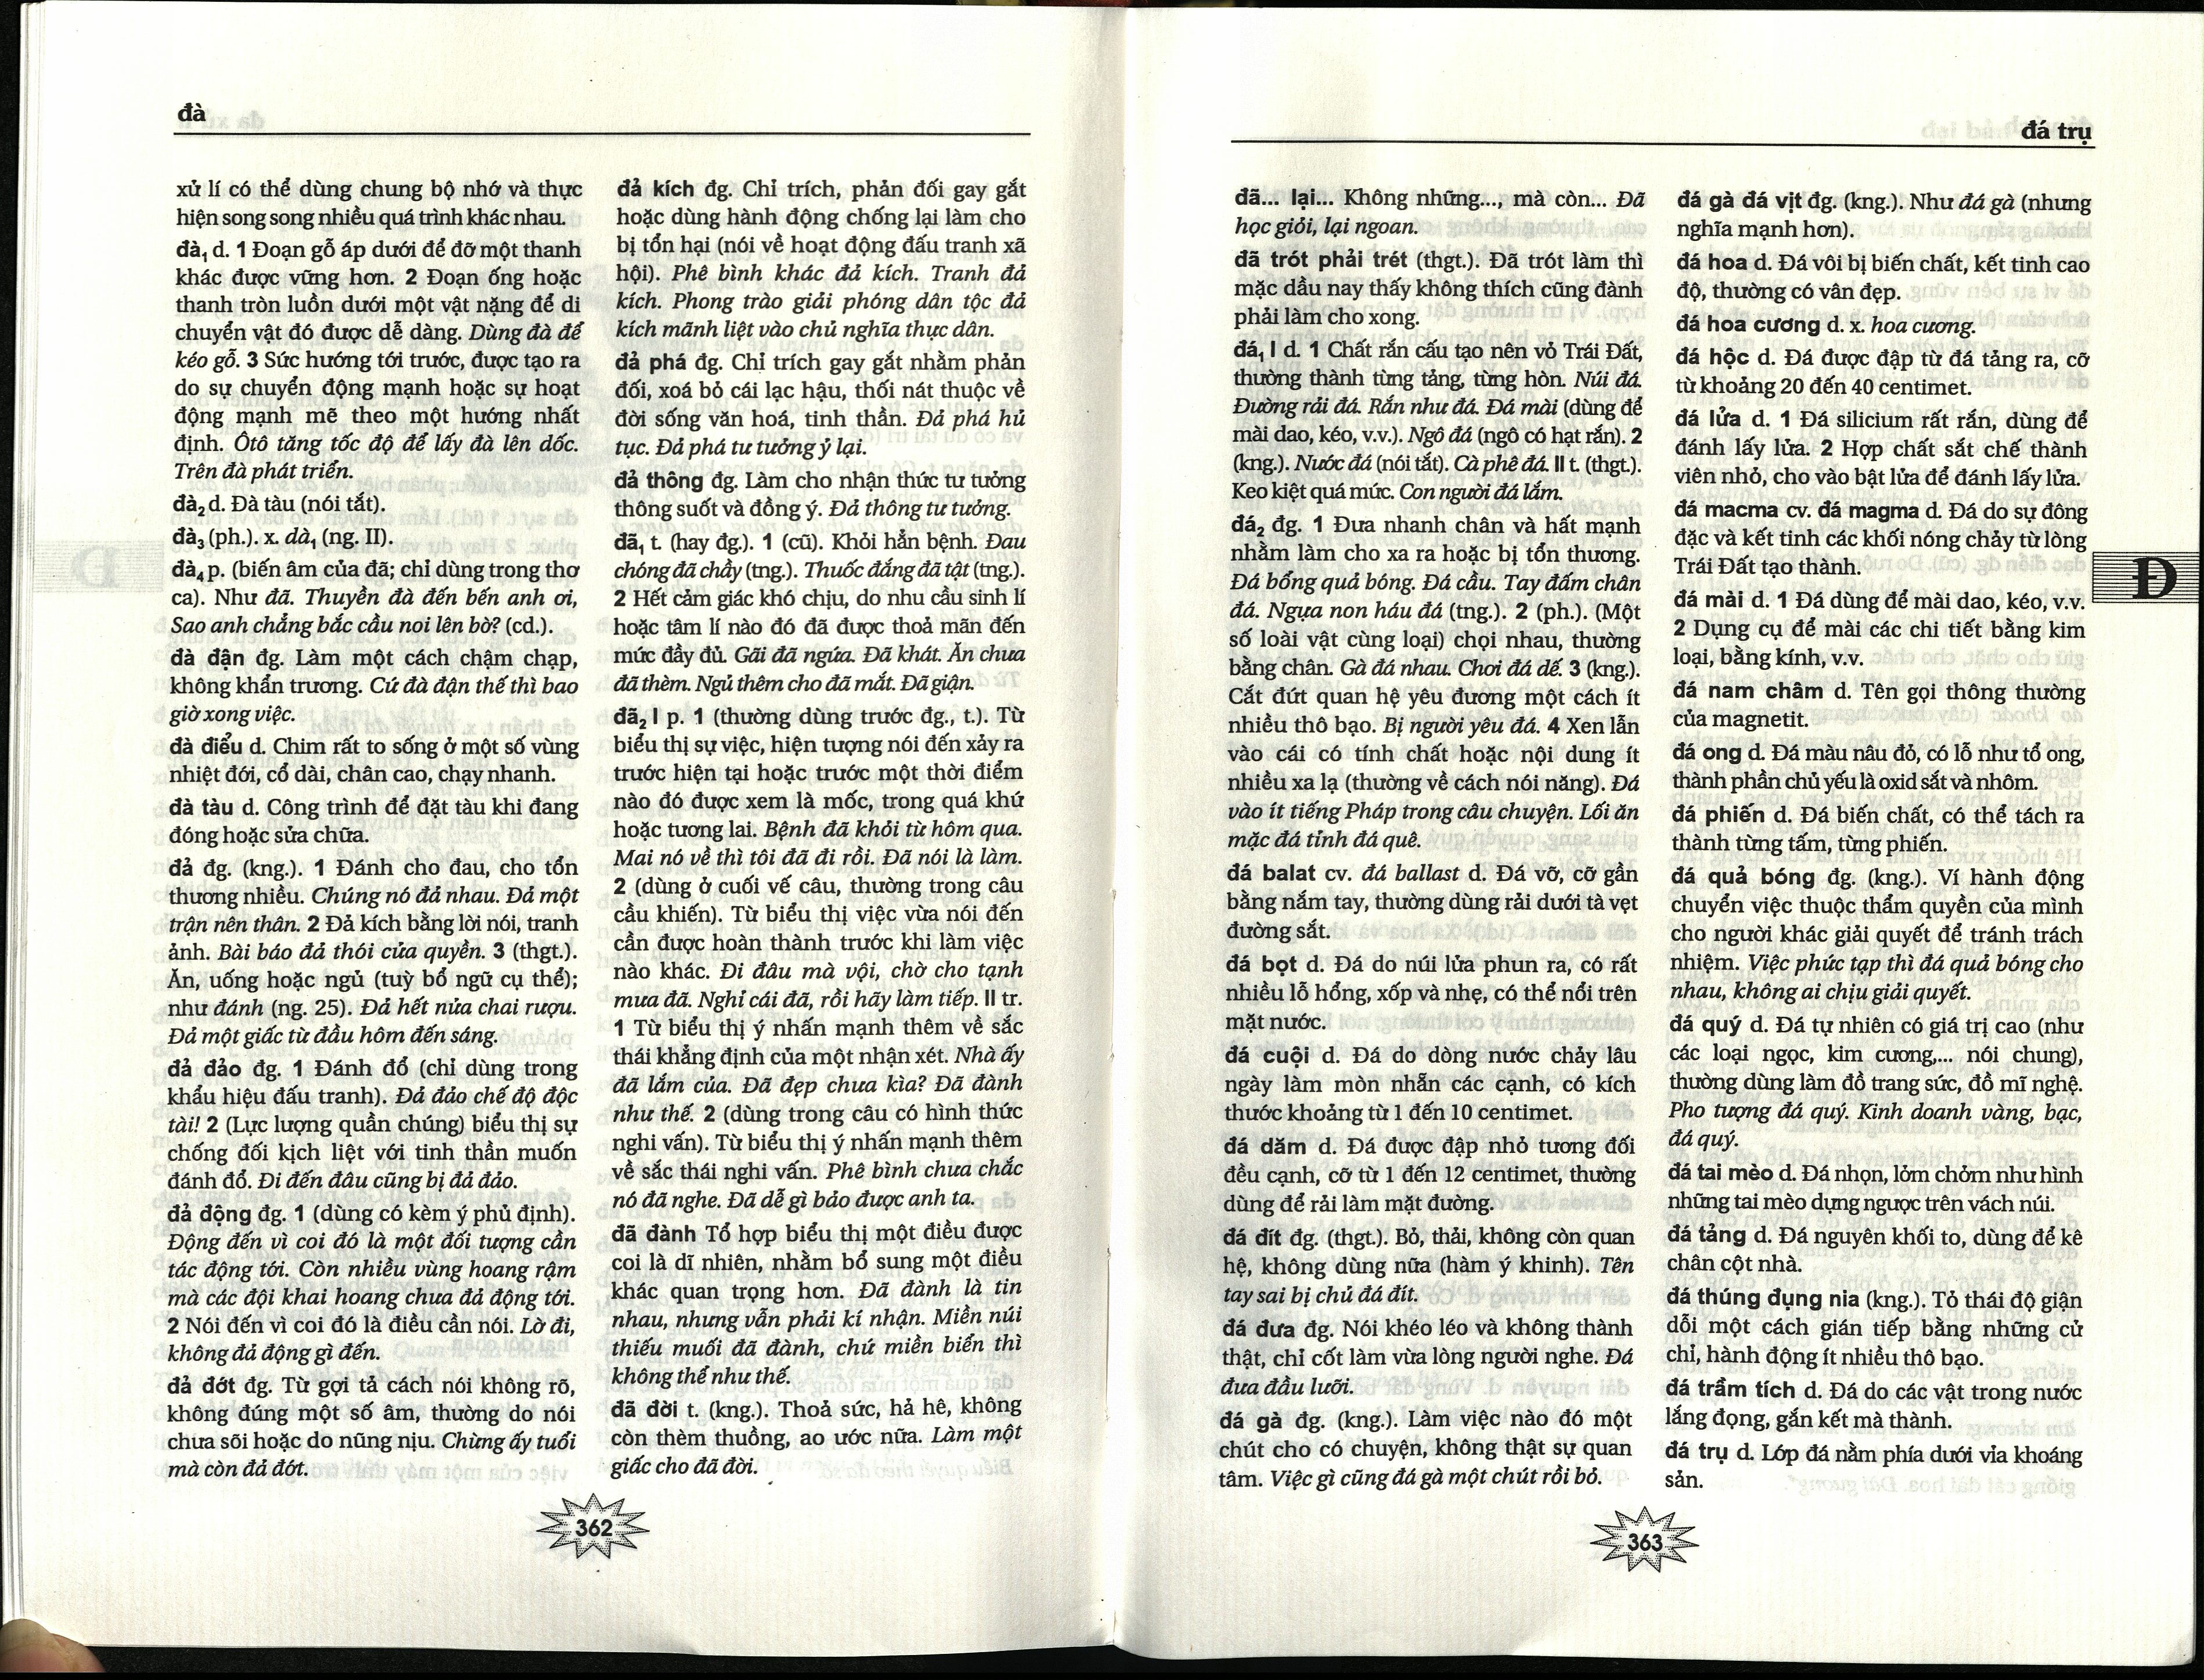 đà
xử lí có thể dùng chung bộ nhớ và thực
hiện song song nhiều quá trình khác nhau.
đà₁ d. 1 Đoạn gỗ áp dưới để đỡ một thanh
khác được vững hơn. 2 Đoạn ống hoặc
thanh tròn luồn dưới một vật nặng để di
chuyển vật đó được dễ dàng. Dùng đà để
kéo gỗ. 3 Sức hướng tới trước, được tạo ra
do sự chuyển động mạnh hoặc sự hoạt
động mạnh mẽ theo một hướng nhất
định. Ôtô tăng tốc độ để lấy đà lên dốc.
Trên đà phát triển.
đà₂ d. Đà tàu (nói tắt).
đà₃ (ph.). x. dà₁ (ng. II).
đà₄ p. (biến âm của đã; chỉ dùng trong thơ
ca). Như đã. Thuyền đà đến bến anh ơi,
Sao anh chẳng bắc cầu noi lên bờ? (cd.).
đà đận đg. Làm một cách chậm chạp,
không khẩn trương. Cứ đà đận thế thì bao
giờ xong việc.
đà điểu d. Chim rất to sống ở một số vùng
nhiệt đới, cổ dài, chân cao, chạy nhanh.
đà tàu d. Công trình để đặt tàu khi đang
đóng hoặc sửa chữa.
đả đg. (kng.). 1 Đánh cho đau, cho tổn
thương nhiều. Chúng nó đả nhau. Đả một
trận nên thân. 2 Đả kích bằng lời nói, tranh
ảnh. Bài báo đả thói cửa quyền. 3 (thgt.).
Ăn, uống hoặc ngủ (tuỳ bổ ngữ cụ thể);
như đánh (ng. 25). Đả hết nửa chai rượu.
Đả một giấc từ đầu hôm đến sáng.
đả đảo đg. 1 Đánh đổ (chỉ dùng trong
khẩu hiệu đấu tranh). Đả đảo chế độ độc
tài! 2 (Lực lượng quần chúng) biểu thị sự
chống đối kịch liệt với tinh thần muốn
đánh đổ. Đi đến đâu cũng bị đả đảo.
đả động đg. 1 (dùng có kèm ý phủ định).
Động đến vì coi đó là một đối tượng cần
tác động tới. Còn nhiều vùng hoang rậm
mà các đội khai hoang chưa đả động tới.
2 Nói đến vì coi đó là điều cần nói. Lờ đi,
không đả động gì đến.
đả đớt đg. Từ gợi tả cách nói không rõ,
không đúng một số âm, thường do nói
chưa sõi hoặc do nũng nịu. Chừng ấy tuổi
mà còn đả đớt.
đả kích đg. Chỉ trích, phản đối gay gắt
hoặc dùng hành động chống lại làm cho
bị tổn hại (nói về hoạt động đấu tranh xã
hội). Phê bình khác đả kích. Tranh đả
kích. Phong trào giải phóng dân tộc đả
kích mãnh liệt vào chủ nghĩa thực dân.
đả phá đg. Chỉ trích gay gắt nhằm phản
đối, xoá bỏ cái lạc hậu, thối nát thuộc về
đời sống văn hoá, tinh thần. Đả phá hủ
tục. Đả phá tư tưởng ỷ lại.
đả thông đg. Làm cho nhận thức tư tưởng
thông suốt và đồng ý. Đả thông tư tưởng.
đã₁ t. (hay đg.). 1 (cũ). Khỏi hẳn bệnh. Đau
chóng đã chầy (tng.). Thuốc đắng đã tật (tng.).
2 Hết cảm giác khó chịu, do nhu cầu sinh lí
hoặc tâm lí nào đó đã được thoả mãn đến
mức đầy đủ. Gãi đã ngứa. Đã khát. Ăn chưa
đã thèm. Ngủ thêm cho đã mắt. Đã giận.
đã₂ I p. 1 (thường dùng trước đg., t.). Từ
biểu thị sự việc, hiện tượng nói đến xảy ra
trước hiện tại hoặc trước một thời điểm
nào đó được xem là mốc, trong quá khứ
hoặc tương lai. Bệnh đã khỏi từ hôm qua.
Mai nó về thì tôi đã đi rồi. Đã nói là làm.
2 (dùng ở cuối vế câu, thường trong câu
cầu khiến). Từ biểu thị việc vừa nói đến
cần được hoàn thành trước khi làm việc
nào khác. Đi đâu mà vội, chờ cho tạnh
mưa đã. Nghỉ cái đã, rồi hãy làm tiếp. II tr.
1 Từ biểu thị ý nhấn mạnh thêm về sắc
thái khẳng định của một nhận xét. Nhà ấy
đã lắm của. Đã đẹp chưa kìa? Đã đành
như thế. 2 (dùng trong câu có hình thức
nghi vấn). Từ biểu thị ý nhấn mạnh thêm
về sắc thái nghi vấn. Phê bình chưa chắc
nó đã nghe. Đã dễ gì bảo được anh ta.
đã đành Tổ hợp biểu thị một điều được
coi là dĩ nhiên, nhằm bổ sung một điều
khác quan trọng hơn. Đã đành là tin
nhau, nhưng vẫn phải kí nhận. Miền núi
thiếu muối đã đành, chứ miền biển thì
không thể như thế.
đã đời t. (kng.). Thoả sức, hả hê, không
còn thèm thuồng, ao ước nữa. Làm một
giấc cho đã đời.
362
đá trụ
đã... lại... Không những..., mà còn... Đã
học giỏi, lại ngoan.
đã trót phải trét (thgt.). Đã trót làm thì
mặc dầu nay thấy không thích cũng đành
phải làm cho xong.
đá₁ I d. 1 Chất rắn cấu tạo nên vỏ Trái Đất,
thường thành từng tảng, từng hòn. Núi đá.
Đường rải đá. Rắn như đá. Đá mài (dùng để
mài dao, kéo, v.v.). Ngô đá (ngô có hạt rắn). 2
(kng.). Nước đá (nói tắt). Cà phê đá. II t. (thgt.).
Keo kiệt quá mức. Con người đá lắm.
đá₂ đg. 1 Đưa nhanh chân và hất mạnh
nhằm làm cho xa ra hoặc bị tổn thương.
Đá bổng quả bóng. Đá cầu. Tay đấm chân
đá. Ngựa non háu đá (tng.). 2 (ph.). (Một
số loài vật cùng loại) chọi nhau, thường
bằng chân. Gà đá nhau. Chơi đá dế. 3 (kng.).
Cắt đứt quan hệ yêu đương một cách ít
nhiều thô bạo. Bị người yêu đá. 4 Xen lẫn
vào cái có tính chất hoặc nội dung ít
nhiều xa lạ (thường về cách nói năng). Đá
vào ít tiếng Pháp trong câu chuyện. Lối ăn
mặc đá tỉnh đá quê.
đá balat cv. đá ballast d. Đá vỡ, cỡ gần
bằng nắm tay, thường dùng rải dưới tà vẹt
đường sắt.
đá bọt d. Đá do núi lửa phun ra, có rất
nhiều lỗ hổng, xốp và nhẹ, có thể nổi trên
mặt nước.
đá cuội d. Đá do dòng nước chảy lâu
ngày làm mòn nhẵn các cạnh, có kích
thước khoảng từ 1 đến 10 centimet.
đá dăm d. Đá được đập nhỏ tương đối
đều cạnh, cỡ từ 1 đến 12 centimet, thường
dùng để rải làm mặt đường.
đá đít đg. (thgt.). Bỏ, thải, không còn quan
hệ, không dùng nữa (hàm ý khinh). Tên
tay sai bị chủ đá đít.
đá đưa đg. Nói khéo léo và không thành
thật, chỉ cốt làm vừa lòng người nghe. Đá
đưa đầu lưỡi.
đá gà đg. (kng.). Làm việc nào đó một
chút cho có chuyện, không thật sự quan
tâm. Việc gì cũng đá gà một chút rồi bỏ.
đá gà đá vịt đg. (kng.). Như đá gà (nhưng
nghĩa mạnh hơn).
đá hoa d. Đá vôi bị biến chất, kết tinh cao
độ, thường có vân đẹp.
đá hoa cương d. x. hoa cương.
đá hộc d. Đá được đập từ đá tảng ra, cỡ
từ khoảng 20 đến 40 centimet.
đá lửa d. 1 Đá silicium rất rắn, dùng để
đánh lấy lửa. 2 Hợp chất sắt chế thành
viên nhỏ, cho vào bật lửa để đánh lấy lửa.
đá macma cv. đá magma d. Đá do sự đông
đặc và kết tinh các khối nóng chảy từ lòng
Trái Đất tạo thành.
đá mài d. 1 Đá dùng để mài dao, kéo, v.v.
2 Dụng cụ để mài các chi tiết bằng kim
loại, bằng kính, v.v.
đá nam châm d. Tên gọi thông thường
của magnetit.
đá ong d. Đá màu nâu đỏ, có lỗ như tổ ong,
thành phần chủ yếu là oxid sắt và nhôm.
đá phiến d. Đá biến chất, có thể tách ra
thành từng tấm, từng phiến.
đá quả bóng đg. (kng.). Ví hành động
chuyển việc thuộc thẩm quyền của mình
cho người khác giải quyết để tránh trách
nhiệm. Việc phức tạp thì đá quả bóng cho
nhau, không ai chịu giải quyết.
đá quý d. Đá tự nhiên có giá trị cao (như
các loại ngọc, kim cương,... nói chung),
thường dùng làm đồ trang sức, đồ mĩ nghệ.
Pho tượng đá quý. Kinh doanh vàng, bạc,
đá quý.
đá tai mèo d. Đá nhọn, lởm chởm như hình
những tai mèo dựng ngược trên vách núi.
đá tảng d. Đá nguyên khối to, dùng để kê
chân cột nhà.
đá thúng đụng nia (kng.). Tỏ thái độ giận
dỗi một cách gián tiếp bằng những cử
chỉ, hành động ít nhiều thô bạo.
đá trầm tích d. Đá do các vật trong nước
lắng đọng, gắn kết mà thành.
đá trụ d. Lớp đá nằm phía dưới vỉa khoáng
sản.
Đ
363